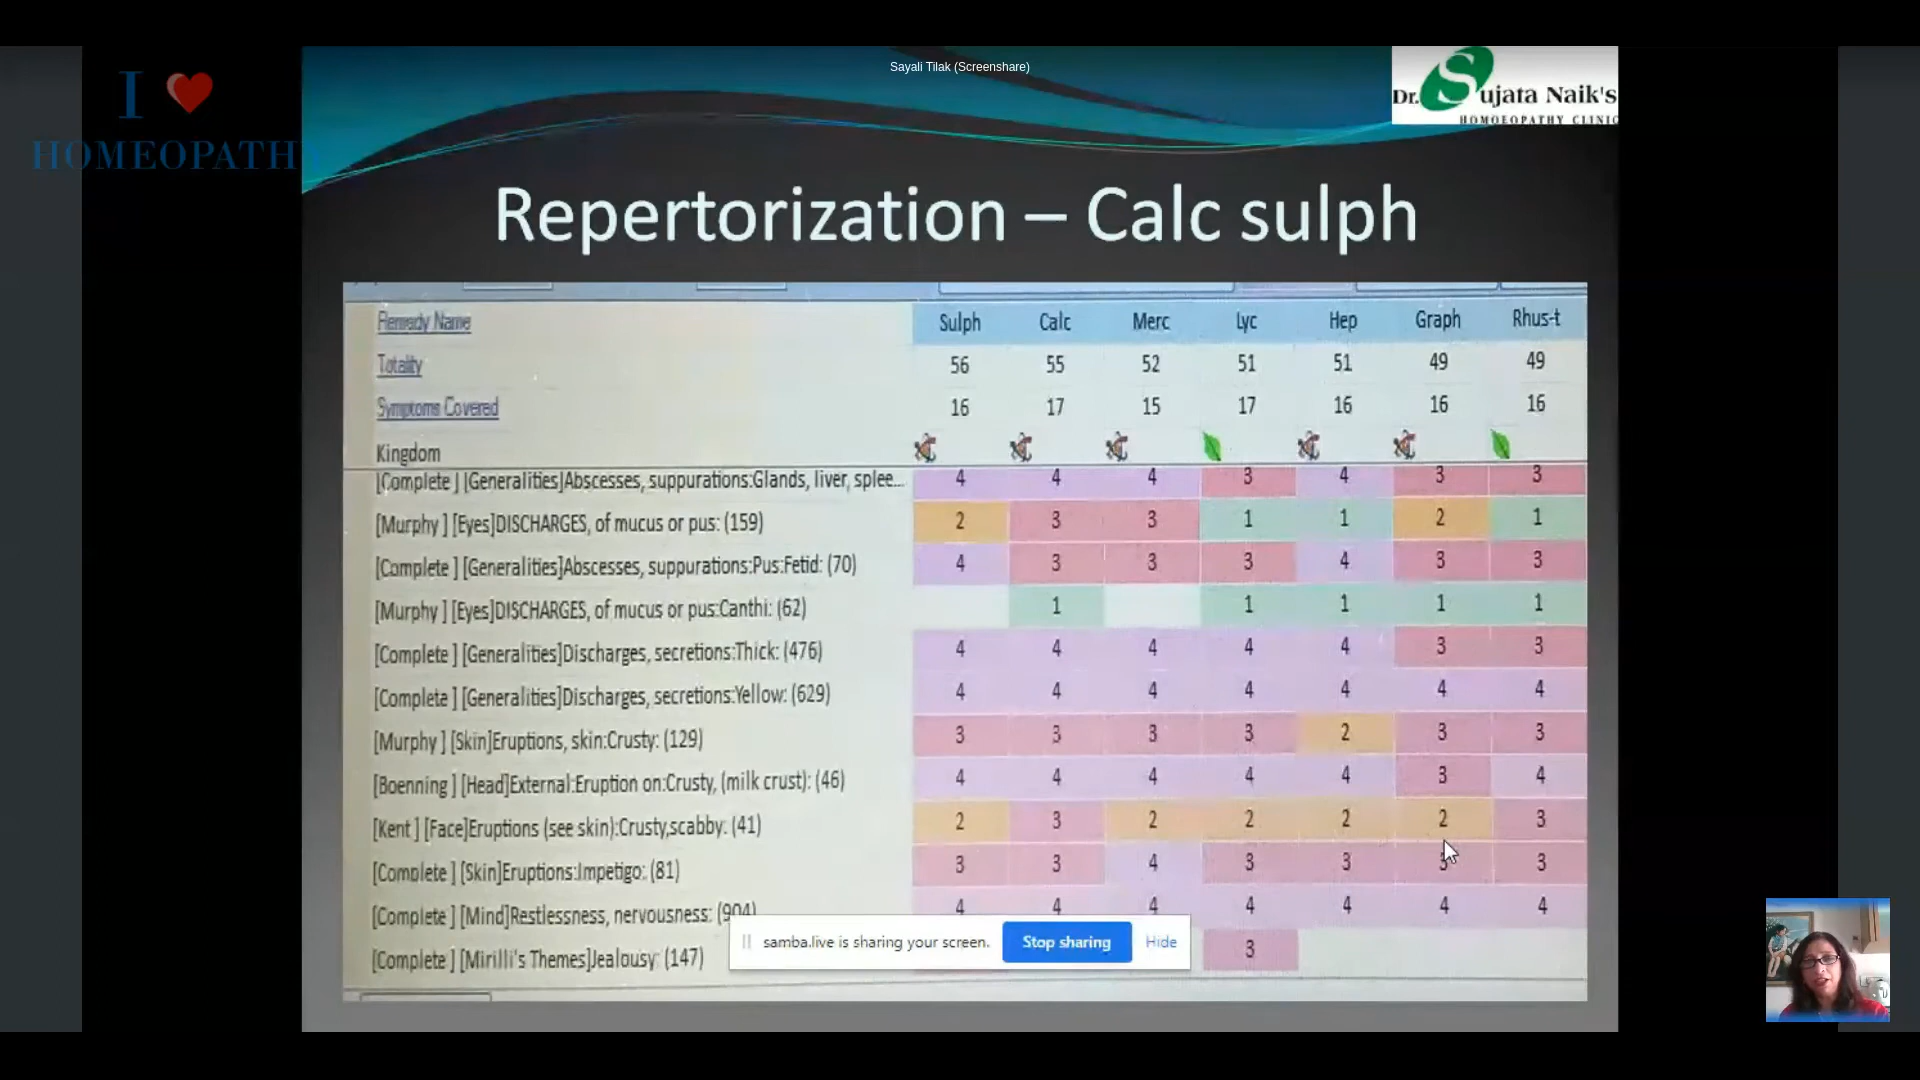 Sayali Tilak (Screenshare)
I
HOMEOPATHY
Dr. Sujata Naik's
HOMOEOPATHY CLINIC
Repertorization – Calc sulph
Remedy Name Sulph Calc Merc Lyc Hep Graph Rhus-t
Totality 56 55 52 51 51 49 49
Symptoms Covered 16 17 15 17 16 16 16
Kingdom
[Complete ] [Generalities]Abscesses, suppurations:Glands, liver, splee... 4 4 4 3 4 3 3
[Murphy ] [Eyes]DISCHARGES, of mucus or pus: (159) 2 3 3 1 1 2 1
[Complete ] [Generalities]Abscesses, suppurations:Pus:Fetid: (70) 4 3 3 3 4 3 3
[Murphy ] [Eyes]DISCHARGES, of mucus or pus:Canthi: (62) 1 1 1 1 1
[Complete ] [Generalities]Discharges, secretions:Thick: (476) 4 4 4 4 4 3 3
[Complete ] [Generalities]Discharges, secretions:Yellow: (629) 4 4 4 4 4 4 4
[Murphy ] [Skin]Eruptions, skin:Crusty: (129) 3 3 3 3 2 3 3
[Boenning ] [Head]External:Eruption on:Crusty, (milk crust): (46) 4 4 4 4 4 3 4
[Kent ] [Face]Eruptions (see skin):Crusty,scabby: (41) 2 3 2 2 2 2 3
[Complete ] [Skin]Eruptions:Impetigo: (81) 3 3 4 3 3 3 3
[Complete ] [Mind]Restlessness, nervousness: (904) 4 4 4 4 4 4 4
[Complete ] [Mirilli's Themes]Jealousy: (147) 3
samba.live is sharing your screen. Stop sharing Hide